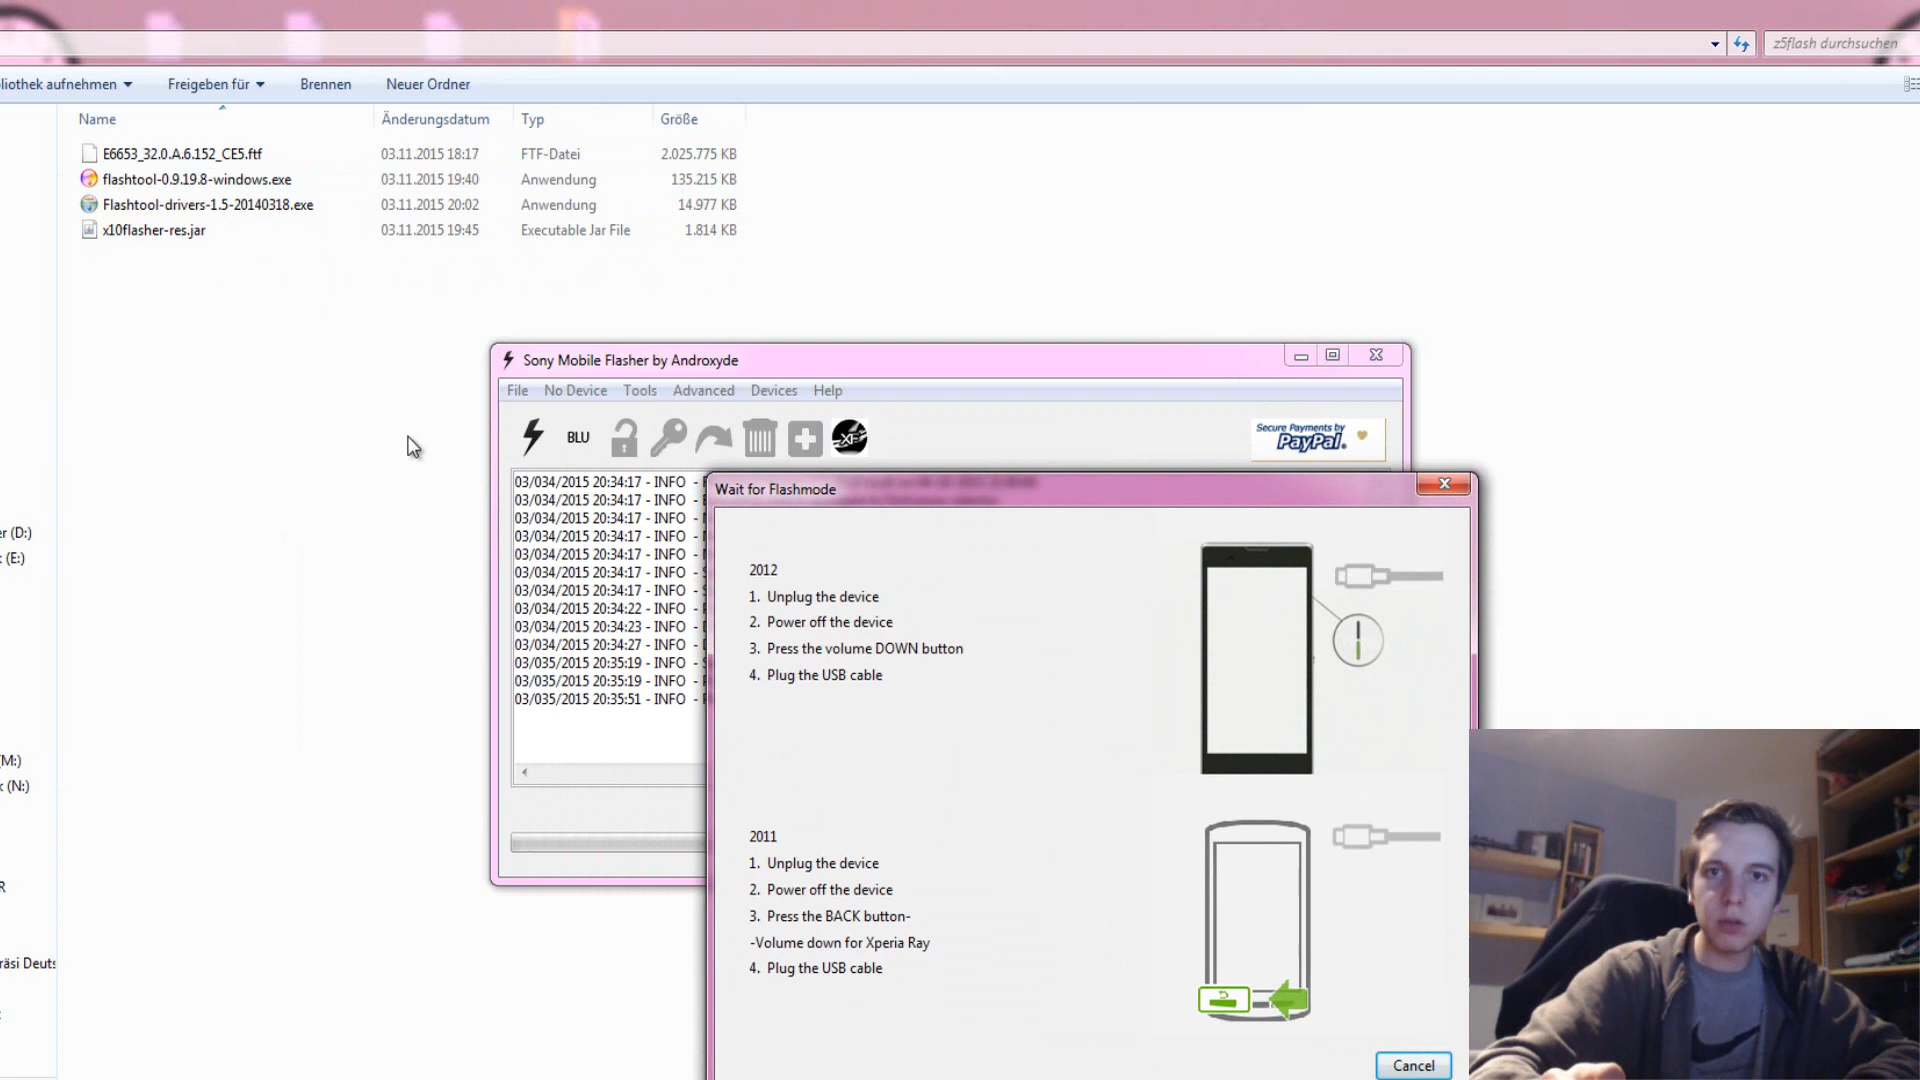 z5flash durchsuchen
liothek aufnehmen Freigeben für Brennen Neuer Ordner
Name Änderungsdatum Typ Größe
E6653_32.0.A.6.152_CE5.ftf 03.11.2015 18:17 FTF-Datei 2.025.775 KB
flashtool-0.9.19.8-windows.exe 03.11.2015 19:40 Anwendung 135.215 KB
Flashtool-drivers-1.5-20140318.exe 03.11.2015 20:02 Anwendung 14.977 KB
x10flasher-res.jar 03.11.2015 19:45 Executable Jar File 1.814 KB
er (D:)
k (E:)
(M:)
k (N:)
R
räsi Deuts
Sony Mobile Flasher by Androxyde
File No Device Tools Advanced Devices Help
BLU XF Secure Payments by
PayPal.
03/034/2015 20:34:17 - INFO -
03/034/2015 20:34:17 - INFO -
03/034/2015 20:34:17 - INFO -
03/034/2015 20:34:17 - INFO -
03/034/2015 20:34:17 - INFO -
03/034/2015 20:34:17 - INFO -
03/034/2015 20:34:17 - INFO -
03/034/2015 20:34:22 - INFO -
03/034/2015 20:34:23 - INFO -
03/034/2015 20:34:27 - INFO -
03/035/2015 20:35:19 - INFO -
03/035/2015 20:35:19 - INFO -
03/035/2015 20:35:51 - INFO -
Wait for Flashmode
2012
1. Unplug the device
2. Power off the device
3. Press the volume DOWN button
4. Plug the USB cable
2011
1. Unplug the device
2. Power off the device
3. Press the BACK button-
-Volume down for Xperia Ray
4. Plug the USB cable
Cancel